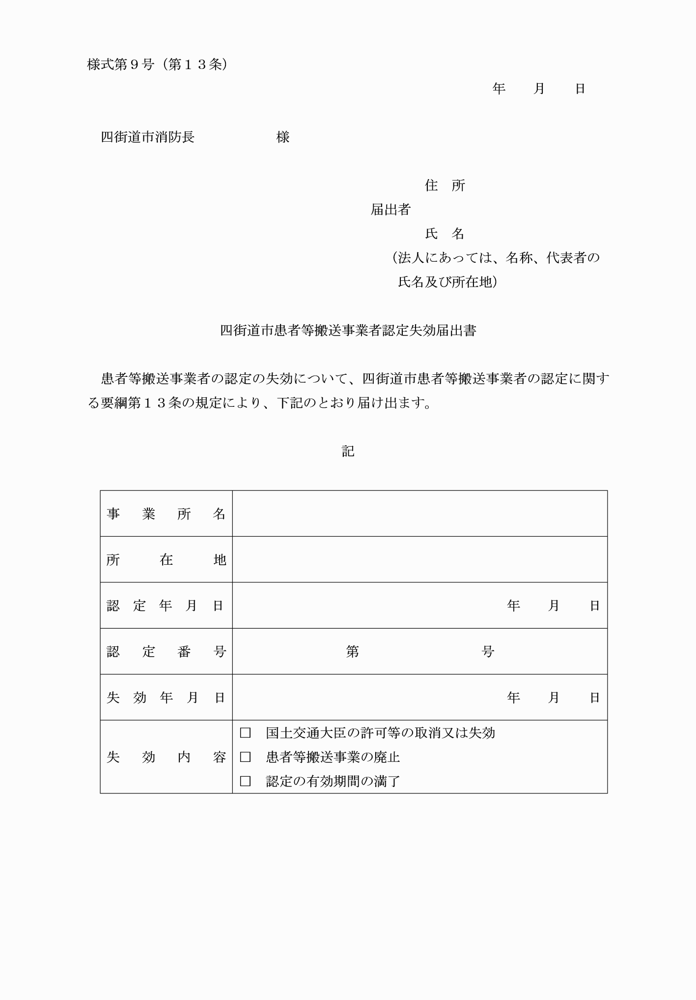 様式第９号（第１３条）
年　　月　　日
四街道市消防長　　　　　　様
住　所
届出者
氏　名
（法人にあっては、名称、代表者の
氏名及び所在地）
四街道市患者等搬送事業者認定失効届出書
患者等搬送事業者の認定の失効について、四街道市患者等搬送事業者の認定に関す
る要綱第１３条の規定により、下記のとおり届け出ます。
記
事業所名
所在地
認定年月日　年　　月　　日
認定番号　第　　　　　　　　　号
失効年月日　年　　月　　日
失効内容
□　国土交通大臣の許可等の取消又は失効
□　患者等搬送事業の廃止
□　認定の有効期間の満了